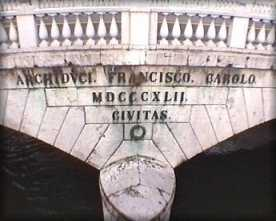 ARCHIDVCI. FRANCISCO. CAROLO.
MDCCCXLII.
CIVITAS.